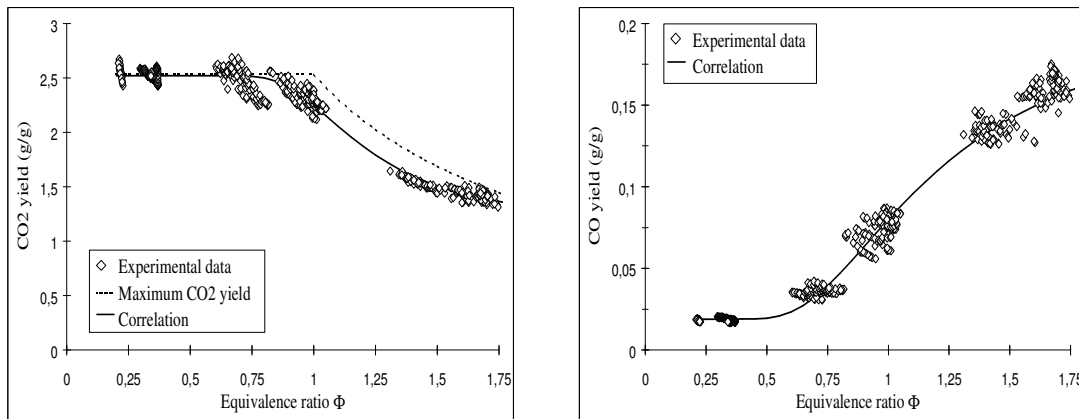 3
2,5
2
1,5
1
0,5
0
CO2 yield (g/g)
Experimental data
Maximum CO2 yield
Correlation
0 0,25 0,5 0,75 1 1,25 1,5 1,75
Equivalence ratio Φ
0,2
0,15
0,1
0,05
0
CO yield (g/g)
Experimental data
Correlation
0 0,25 0,5 0,75 1 1,25 1,5 1,75
Equivalence ratio Φ